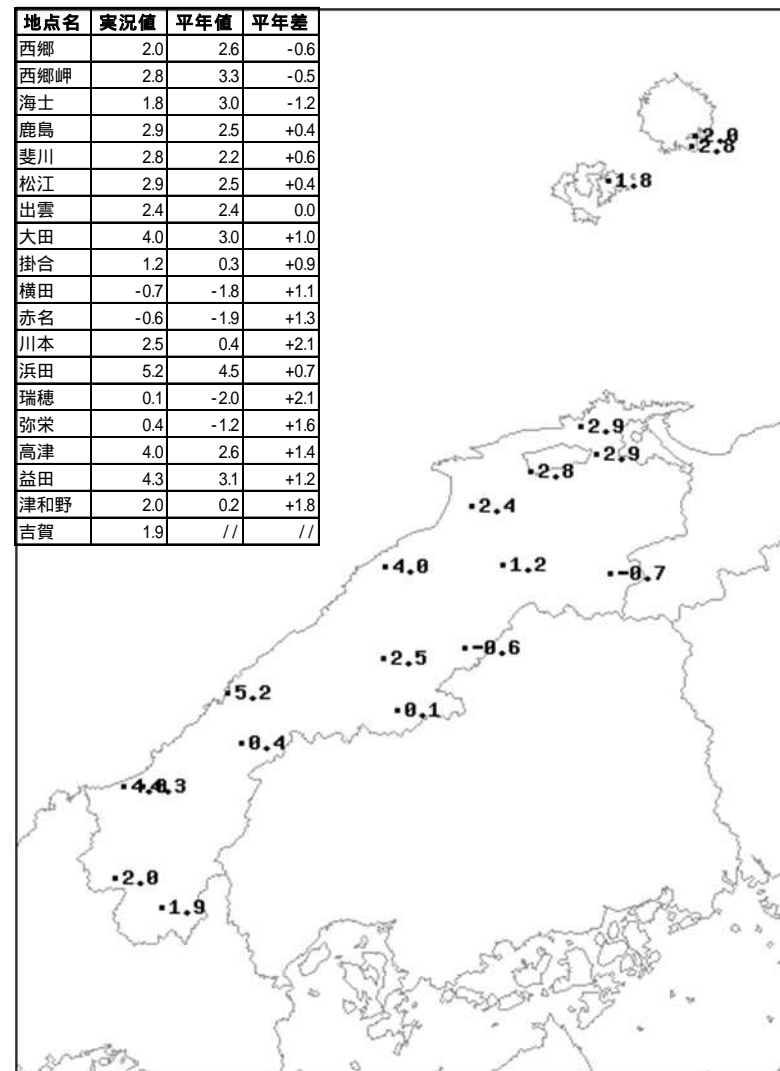 地点名 実況値 平年値 平年差
西郷 2.0 2.6 -0.6
西郷岬 2.8 3.3 -0.5
海士 1.8 3.0 -1.2
鹿島 2.9 2.5 +0.4
斐川 2.8 2.2 +0.6
松江 2.9 2.5 +0.4
出雲 2.4 2.4 0.0
大田 4.0 3.0 +1.0
掛合 1.2 0.3 +0.9
横田 -0.7 -1.8 +1.1
赤名 -0.6 -1.9 +1.3
川本 2.5 0.4 +2.1
浜田 5.2 4.5 +0.7
瑞穂 0.1 -2.0 +2.1
弥栄 0.4 -1.2 +1.6
高津 4.0 2.6 +1.4
益田 4.3 3.1 +1.2
津和野 2.0 0.2 +1.8
吉賀 1.9 // //
2.0
2.8
1.8
2.9
2.9
2.8
2.4
4.0
1.2
-0.7
-0.6
2.5
0.1
5.2
0.4
2.0
1.9